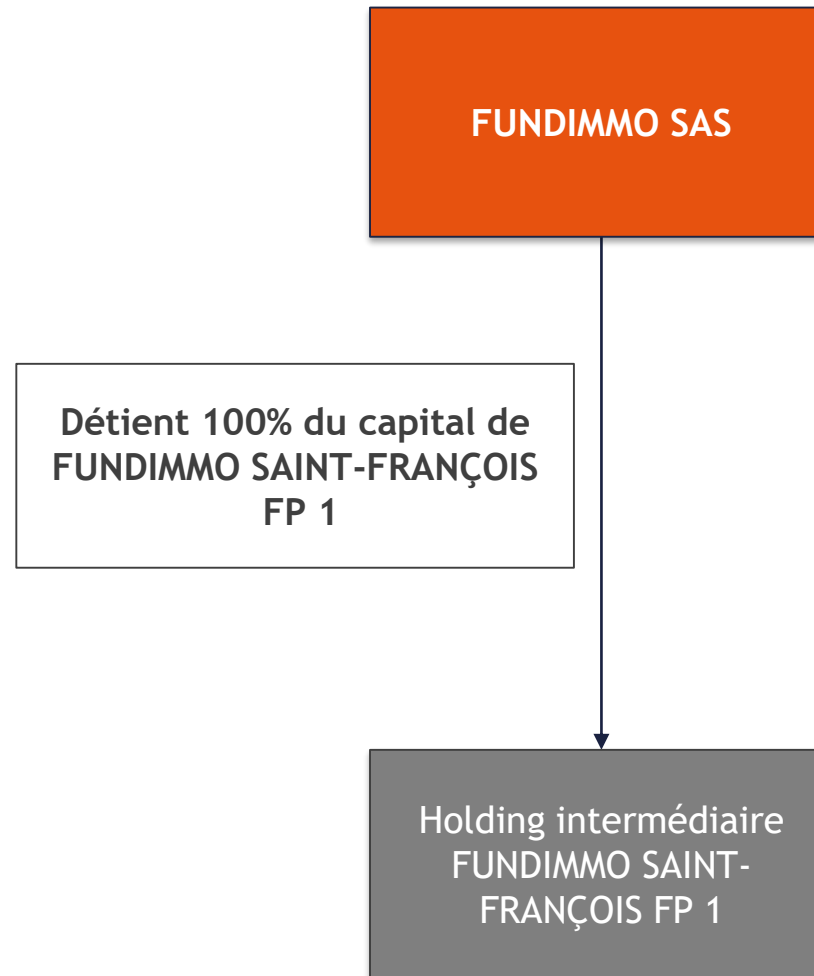 FUNDIMMO SAS
Détient 100% du capital de
FUNDIMMO SAINT-FRANÇOIS
FP 1
Holding intermédiaire
FUNDIMMO SAINT-
FRANÇOIS FP 1